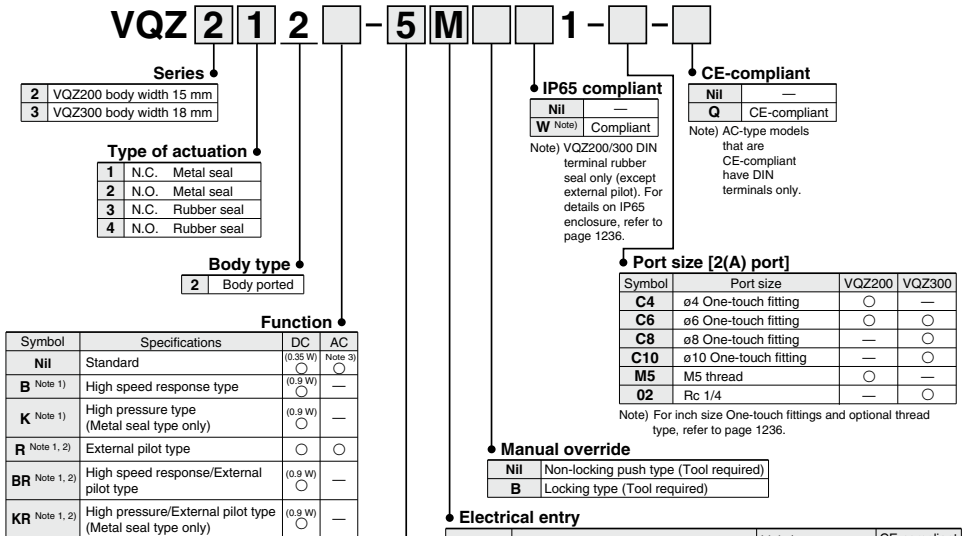 VQZ 2 1 2 - 5 M 1 - -
Series
2 VQZ200 body width 15 mm
3 VQZ300 body width 18 mm
Type of actuation
1 N.C. Metal seal
2 N.O. Metal seal
3 N.C. Rubber seal
4 N.O. Rubber seal
Body type
2 Body ported
Function
Symbol Specifications DC AC
Nil Standard (0.35 W) ○ Note 3) ○
B Note 1) High speed response type (0.9 W) ○ —
K Note 1) High pressure type (Metal seal type only) (0.9 W) ○ —
R Note 1, 2) External pilot type ○ ○
BR Note 1, 2) High speed response/External pilot type (0.9 W) ○ —
KR Note 1, 2) High pressure/External pilot type (Metal seal type only) (0.9 W) ○ —
IP65 compliant
Nil —
W Note) Compliant
Note) VQZ200/300 DIN
terminal rubber
seal only (except
external pilot). For
details on IP65
enclosure, refer to
page 1236.
CE-compliant
Nil —
Q CE-compliant
Note) AC-type models
that are
CE-compliant
have DIN
terminals only.
Port size [2(A) port]
Symbol Port size VQZ200 VQZ300
C4 ø4 One-touch fitting ○ —
C6 ø6 One-touch fitting ○ ○
C8 ø8 One-touch fitting — ○
C10 ø10 One-touch fitting — ○
M5 M5 thread ○ —
02 Rc 1/4 — ○
Note) For inch size One-touch fittings and optional thread
type, refer to page 1236.
Manual override
Nil Non-locking push type (Tool required)
B Locking type (Tool required)
Electrical entry